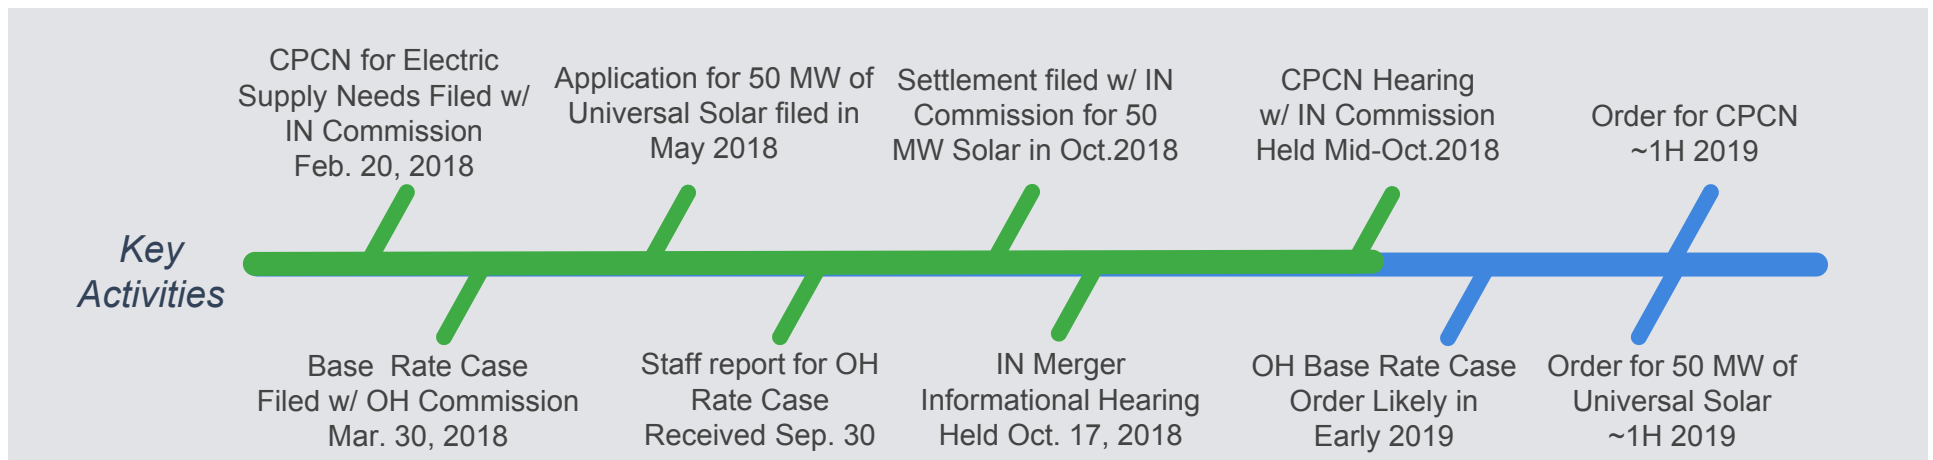 CPCN for Electric
Supply Needs Filed w/
IN Commission
Feb. 20, 2018
Application for 50 MW of
Universal Solar filed in
May 2018
Settlement filed w/ IN
Commission for 50
MW Solar in Oct.2018
CPCN Hearing
w/ IN Commission
Held Mid-Oct.2018
Order for CPCN
~1H 2019
Key
Activities
Base Rate Case
Filed w/ OH Commission
Mar. 30, 2018
Staff report for OH
Rate Case
Received Sep. 30
IN Merger
Informational Hearing
Held Oct. 17, 2018
OH Base Rate Case
Order Likely in
Early 2019
Order for 50 MW of
Universal Solar
~1H 2019